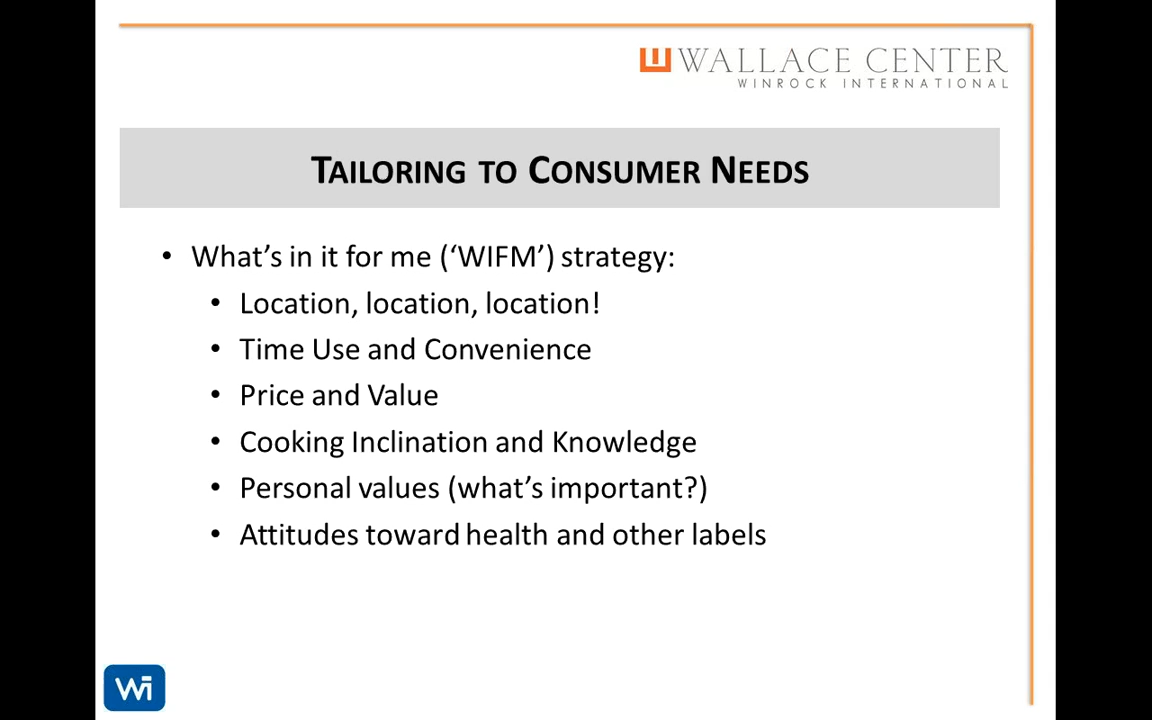 WALLACE CENTER
WINROCK INTERNATIONAL
TAILORING TO CONSUMER NEEDS
• What's in it for me ('WIFM') strategy:
• Location, location, location!
• Time Use and Convenience
• Price and Value
• Cooking Inclination and Knowledge
• Personal values (what's important?)
• Attitudes toward health and other labels
Wi